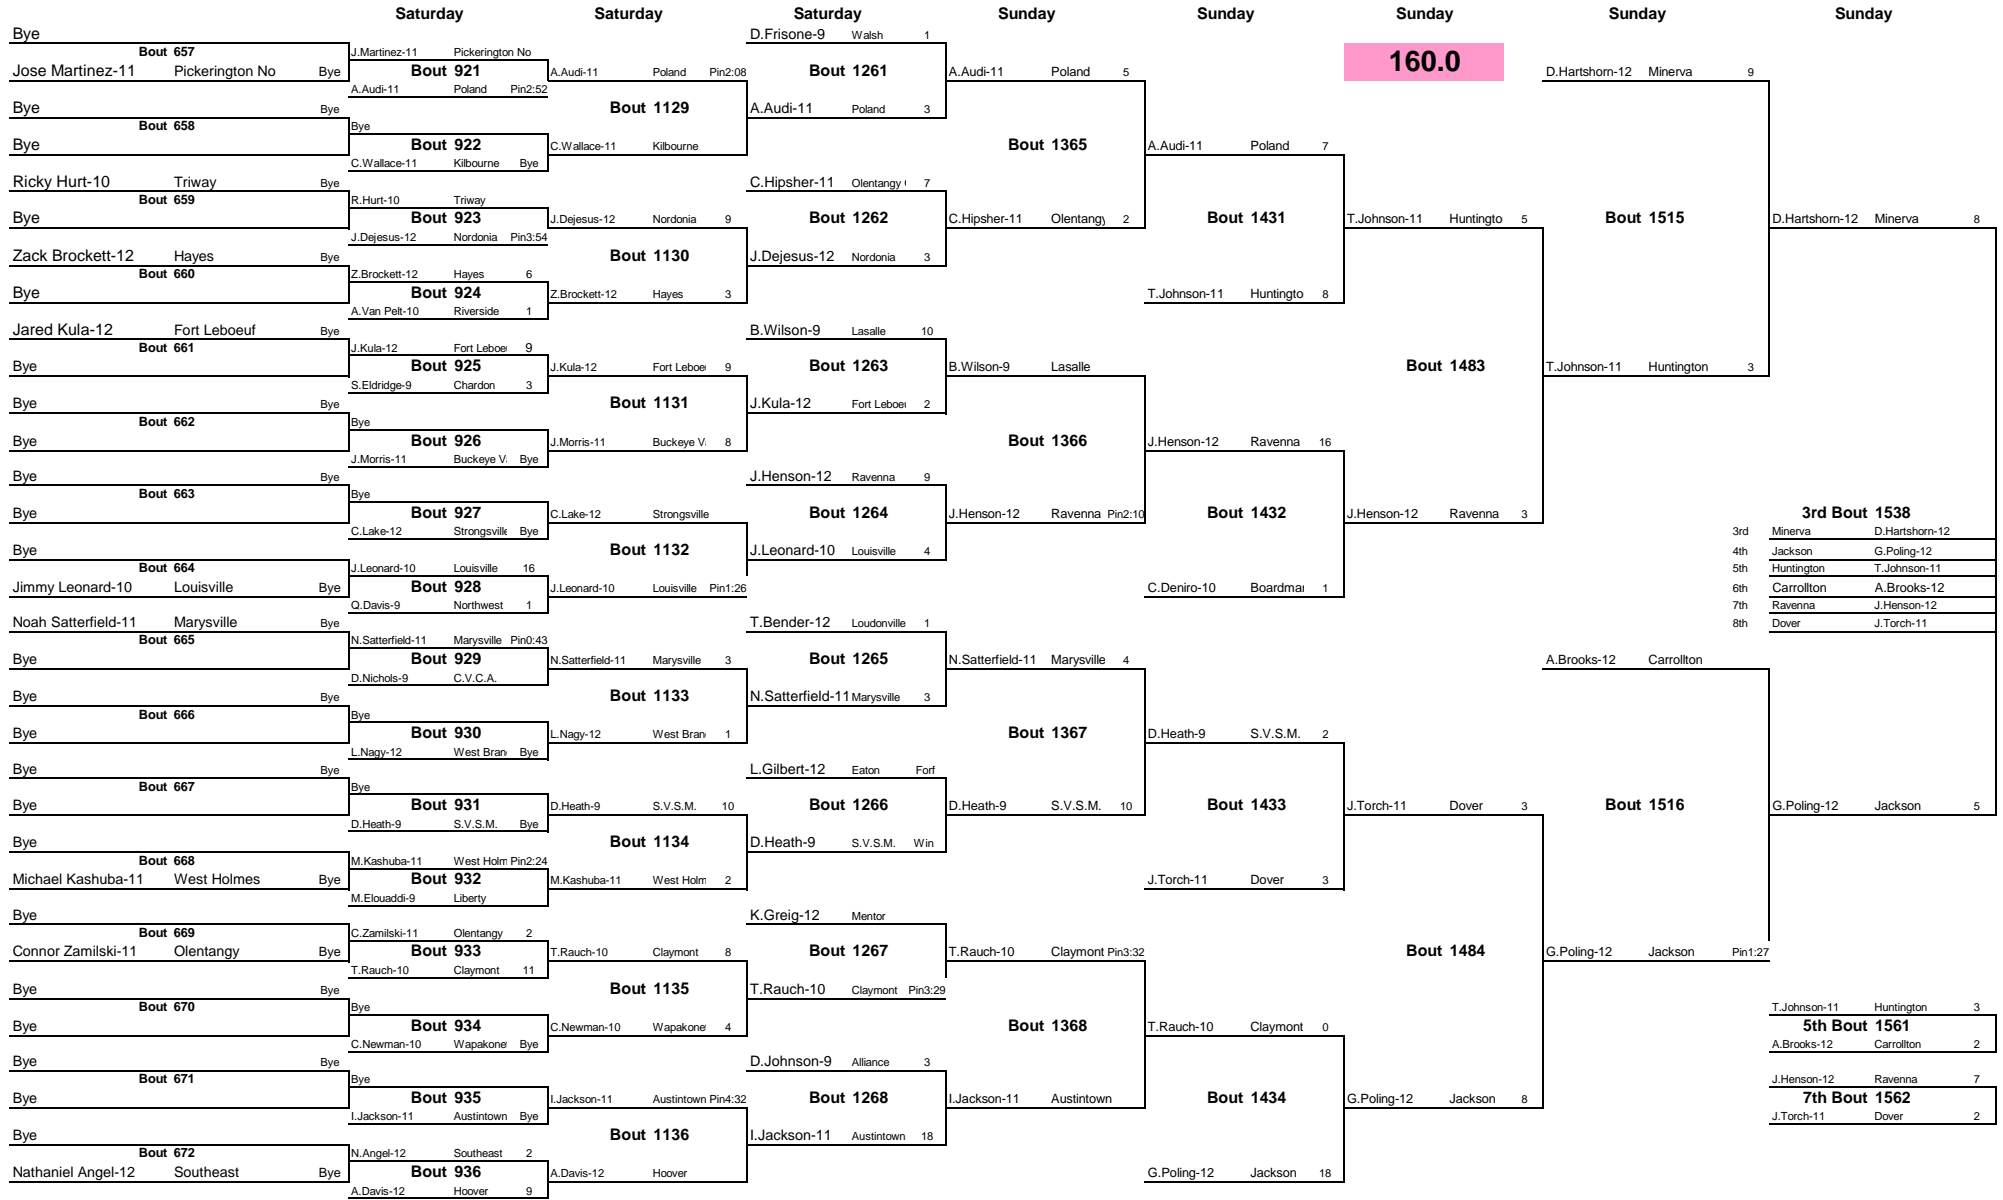 Saturday Saturday Saturday Sunday Sunday Sunday Sunday Sunday
160.0
Bye
Bout 657
Jose Martinez-11 Pickerington No Bye
Bye Bye
Bout 658
Bye
Ricky Hurt-10 Triway Bye
Bout 659
Bye
Zack Brockett-12 Hayes Bye
Bout 660
Bye
Jared Kula-12 Fort Leboeuf Bye
Bout 661
Bye
Bye Bye
Bout 662
Bye
Bye Bye
Bout 663
Bye
Bye
Bout 664
Jimmy Leonard-10 Louisville Bye
Noah Satterfield-11 Marysville Bye
Bout 665
Bye
Bye Bye
Bout 666
Bye
Bye Bye
Bout 667
Bye
Bye
Bout 668
Michael Kashuba-11 West Holmes Bye
Bye
Bout 669
Connor Zamilski-11 Olentangy Bye
Bye Bye
Bout 670
Bye
Bye Bye
Bout 671
Bye
Bye
Bout 672
Nathaniel Angel-12 Southeast Bye
J.Martinez-11 Pickerington No
Bout 921
A.Audi-11 Poland Pin2:52
Bye
Bout 922
C.Wallace-11 Kilbourne Bye
R.Hurt-10 Triway
Bout 923
J.Dejesus-12 Nordonia Pin3:54
Z.Brockett-12 Hayes 6
Bout 924
A.Van Pelt-10 Riverside 1
J.Kula-12 Fort Leboe 9
Bout 925
S.Eldridge-9 Chardon 3
Bye
Bout 926
J.Morris-11 Buckeye V Bye
Bye
Bout 927
C.Lake-12 Strongsville Bye
J.Leonard-10 Louisville 16
Bout 928
Q.Davis-9 Northwest 1
N.Satterfield-11 Marysville Pin0:43
Bout 929
D.Nichols-9 C.V.C.A.
Bye
Bout 930
L.Nagy-12 West Bran Bye
Bye
Bout 931
D.Heath-9 S.V.S.M. Bye
M.Kashuba-11 West Holm Pin2:24
Bout 932
M.Elouaddi-9 Liberty
C.Zamilski-11 Olentangy 2
Bout 933
T.Rauch-10 Claymont 11
Bye
Bout 934
C.Newman-10 Wapakone Bye
Bye
Bout 935
I.Jackson-11 Austintown Bye
N.Angel-12 Southeast 2
Bout 936
A.Davis-12 Hoover 9
A.Audi-11 Poland Pin2:08
Bout 1129
C.Wallace-11 Kilbourne
J.Dejesus-12 Nordonia 9
Bout 1130
Z.Brockett-12 Hayes 3
J.Kula-12 Fort Leboe 9
Bout 1131
J.Morris-11 Buckeye V 8
C.Lake-12 Strongsville
Bout 1132
J.Leonard-10 Louisville Pin1:26
N.Satterfield-11 Marysville 3
Bout 1133
L.Nagy-12 West Bran 1
D.Heath-9 S.V.S.M. 10
Bout 1134
M.Kashuba-11 West Holm 2
T.Rauch-10 Claymont 8
Bout 1135
C.Newman-10 Wapakone 4
I.Jackson-11 Austintown Pin4:32
Bout 1136
A.Davis-12 Hoover
D.Frisone-9 Walsh 1
Bout 1261
A.Audi-11 Poland 3
C.Hipsher-11 Olentangy 7
Bout 1262
J.Dejesus-12 Nordonia 3
B.Wilson-9 Lasalle 10
Bout 1263
J.Kula-12 Fort Leboe 2
J.Henson-12 Ravenna 9
Bout 1264
J.Leonard-10 Louisville 4
T.Bender-12 Loudonville 1
Bout 1265
N.Satterfield-11 Marysville 3
L.Gilbert-12 Eaton Forf
Bout 1266
D.Heath-9 S.V.S.M. Win
K.Greig-12 Mentor
Bout 1267
T.Rauch-10 Claymont Pin3:29
D.Johnson-9 Alliance 3
Bout 1268
I.Jackson-11 Austintown 18
A.Audi-11 Poland 5
Bout 1365
C.Hipsher-11 Olentangy 2
B.Wilson-9 Lasalle
Bout 1366
J.Henson-12 Ravenna Pin2:10
N.Satterfield-11 Marysville 4
Bout 1367
D.Heath-9 S.V.S.M. 10
T.Rauch-10 Claymont Pin3:32
Bout 1368
I.Jackson-11 Austintown
A.Audi-11 Poland 7
Bout 1431
T.Johnson-11 Huntingto 8
J.Henson-12 Ravenna 16
Bout 1432
C.Deniro-10 Boardma 1
D.Heath-9 S.V.S.M. 2
Bout 1433
J.Torch-11 Dover 3
T.Rauch-10 Claymont 0
Bout 1434
G.Poling-12 Jackson 18
T.Johnson-11 Huntingto 5
Bout 1483
J.Henson-12 Ravenna 3
J.Torch-11 Dover 3
Bout 1484
G.Poling-12 Jackson 8
D.Hartshorn-12 Minerva 9
Bout 1515
T.Johnson-11 Huntington 3
A.Brooks-12 Carrollton
Bout 1516
G.Poling-12 Jackson Pin1:27
D.Hartshorn-12 Minerva 8
3rd Bout 1538
3rd Minerva D.Hartshorn-12
4th Jackson G.Poling-12
5th Huntington T.Johnson-11
6th Carrollton A.Brooks-12
7th Ravenna J.Henson-12
8th Dover J.Torch-11
G.Poling-12 Jackson 5
T.Johnson-11 Huntington 3
5th Bout 1561
A.Brooks-12 Carrollton 2
J.Henson-12 Ravenna 7
7th Bout 1562
J.Torch-11 Dover 2